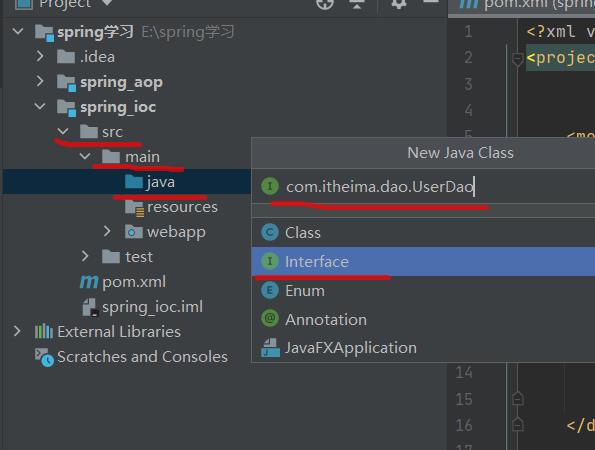 Project
pom.xml (sprin
spring学习 E:\spring学习
.idea
spring_aop
spring_ioc
src
main
java
resources
webapp
test
pom.xml
spring_ioc.iml
External Libraries
Scratches and Consoles
New Java Class
I com.itheima.dao.UserDao
C Class
I Interface
E Enum
@ Annotation
JavaFXApplication
1 <?xml v
2 <projec
3
4
5 <mo
14
15
16 </d
17